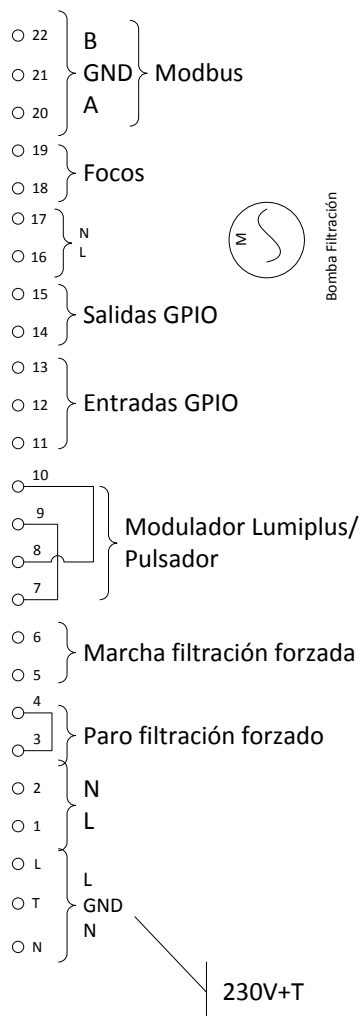 22 B
21 GND Modbus
20 A
19
Focos
18
17 N
16 L
M
Bomba Filtración
15
Salidas GPIO
14
13
12 Entradas GPIO
11
10
9
Modulador Lumiplus/
8
Pulsador
7
6
Marcha filtración forzada
5
4
Paro filtración forzado
3
2 N
1 L
L L
T GND
N N
230V+T